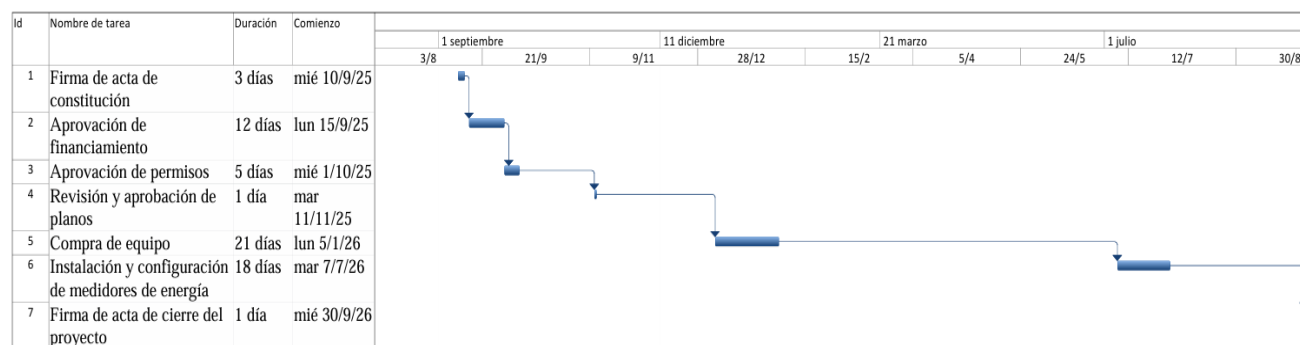 Id Nombre de tarea Duración Comienzo
1 septiembre 11 diciembre 21 marzo 1 julio
3/8 21/9 9/11 28/12 15/2 5/4 24/5 12/7 30/8
1 Firma de acta de 3 días mié 10/9/25
constitución
2 Aprovación de 12 días lun 15/9/25
financiamiento
3 Aprovación de permisos 5 días mié 1/10/25
4 Revisión y aprobación de 1 día mar
planos 11/11/25
5 Compra de equipo 21 días lun 5/1/26
6 Instalación y configuración 18 días mar 7/7/26
de medidores de energía
7 Firma de acta de cierre del 1 día mié 30/9/26
proyecto